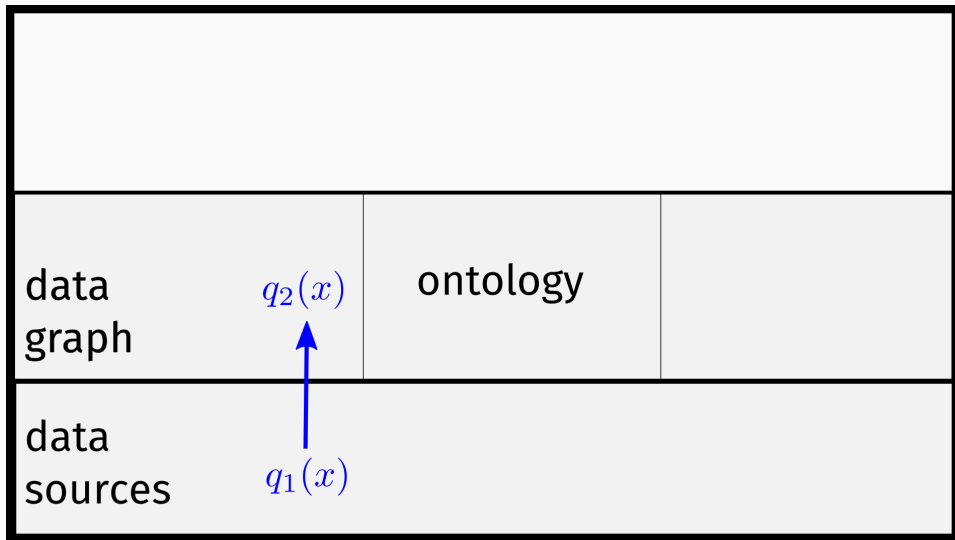 data
graph
q₂(x)
ontology
data
sources
q₁(x)